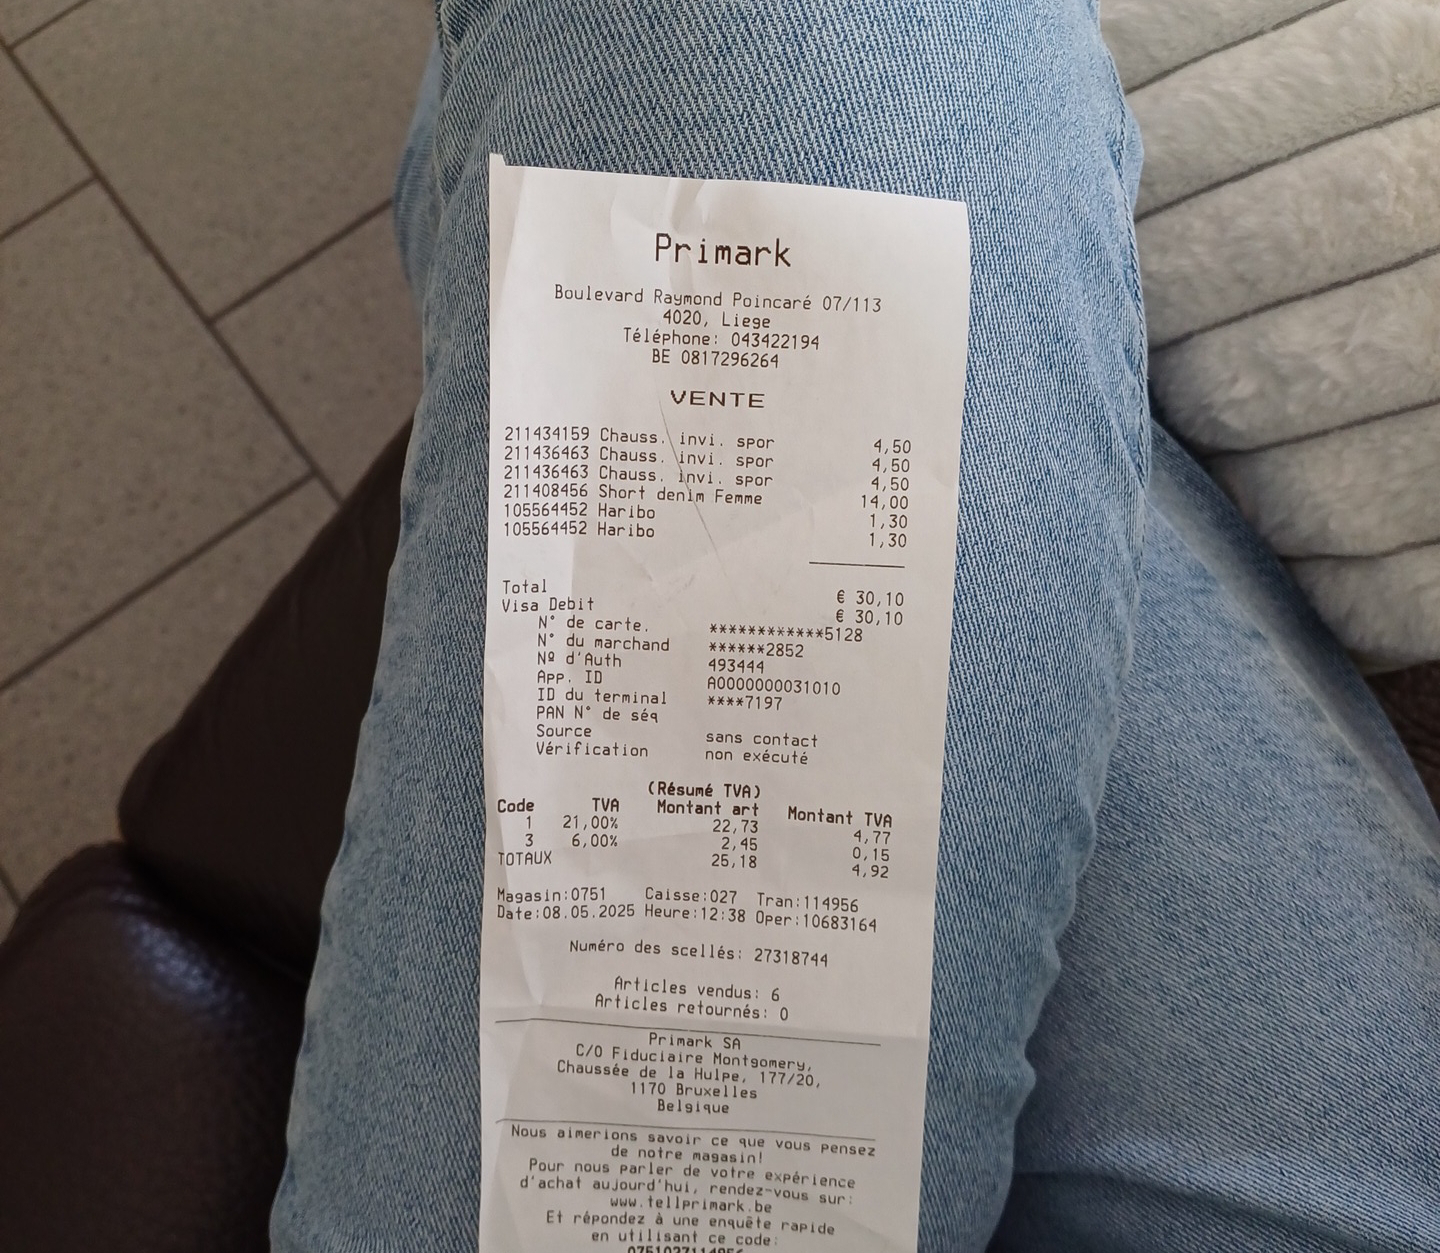 Primark
Boulevard Raymond Poincaré 07/113
4020, Liege
Téléphone: 043422194
BE 0817296264
VENTE
211434159 Chauss. invi. spor 4,50
211436463 Chauss. invi. spor 4,50
211436463 Chauss. invi. spor 4,50
211408456 Short denim Femme 14,00
105564452 Haribo 1,30
105564452 Haribo 1,30
Total € 30,10
Visa Debit € 30,10
N° de carte. ************5128
N° du marchand ******2852
Nº d'Auth 493444
App. ID A0000000031010
ID du terminal ****7197
PAN N° de séq
Source sans contact
Vérification non exécuté
(Résumé TVA)
Code TVA Montant art Montant TVA
1 21,00% 22,73 4,77
3 6,00% 2,45 0,15
TOTAUX 25,18 4,92
Magasin:0751 Caisse:027 Tran:114956
Date:08.05.2025 Heure:12:38 Oper:10683164
Numéro des scellés: 27318744
Articles vendus: 6
Articles retournés: 0
Primark SA
C/O Fiduciaire Montgomery,
Chaussée de la Hulpe, 177/20,
1170 Bruxelles
Belgique
Nous aimerions savoir ce que vous pensez
de notre magasin!
Pour nous parler de votre expérience
d'achat aujourd'hui, rendez-vous sur:
www.tellprimark.be
Et répondez à une enquête rapide
en utilisant ce code: